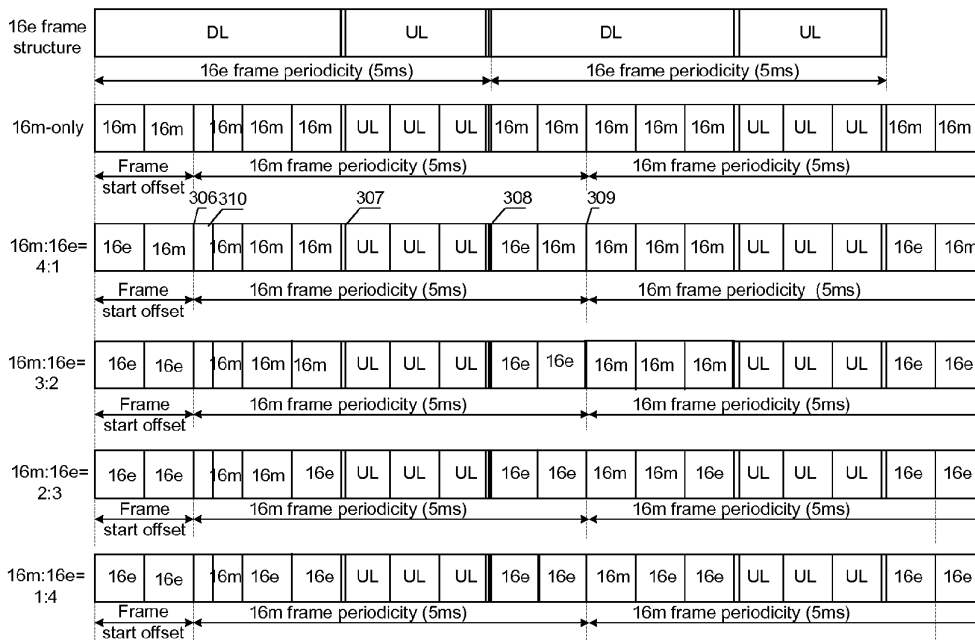 16e frame structure
DL UL DL UL
16e frame periodicity (5ms) 16e frame periodicity (5ms)
16m-only
16m 16m 16m 16m 16m UL UL UL 16m 16m 16m 16m 16m UL UL UL 16m 16m
Frame start offset
16m frame periodicity (5ms) 16m frame periodicity (5ms)
306 310 307 308 309
16m:16e= 4:1
16e 16m 16m 16m 16m UL UL UL 16e 16m 16m 16m 16m UL UL UL 16e 16m
Frame start offset
16m frame periodicity (5ms) 16m frame periodicity (5ms)
16m:16e= 3:2
16e 16e 16m 16m 16m UL UL UL 16e 16e 16m 16m 16m UL UL UL 16e 16e
Frame start offset
16m frame periodicity (5ms) 16m frame periodicity (5ms)
16m:16e= 2:3
16e 16e 16m 16m 16e UL UL UL 16e 16e 16m 16m 16e UL UL UL 16e 16e
Frame start offset
16m frame periodicity (5ms) 16m frame periodicity (5ms)
16m:16e= 1:4
16e 16e 16m 16e 16e UL UL UL 16e 16e 16m 16e 16e UL UL UL 16e 16e
Frame start offset
16m frame periodicity (5ms) 16m frame periodicity (5ms)